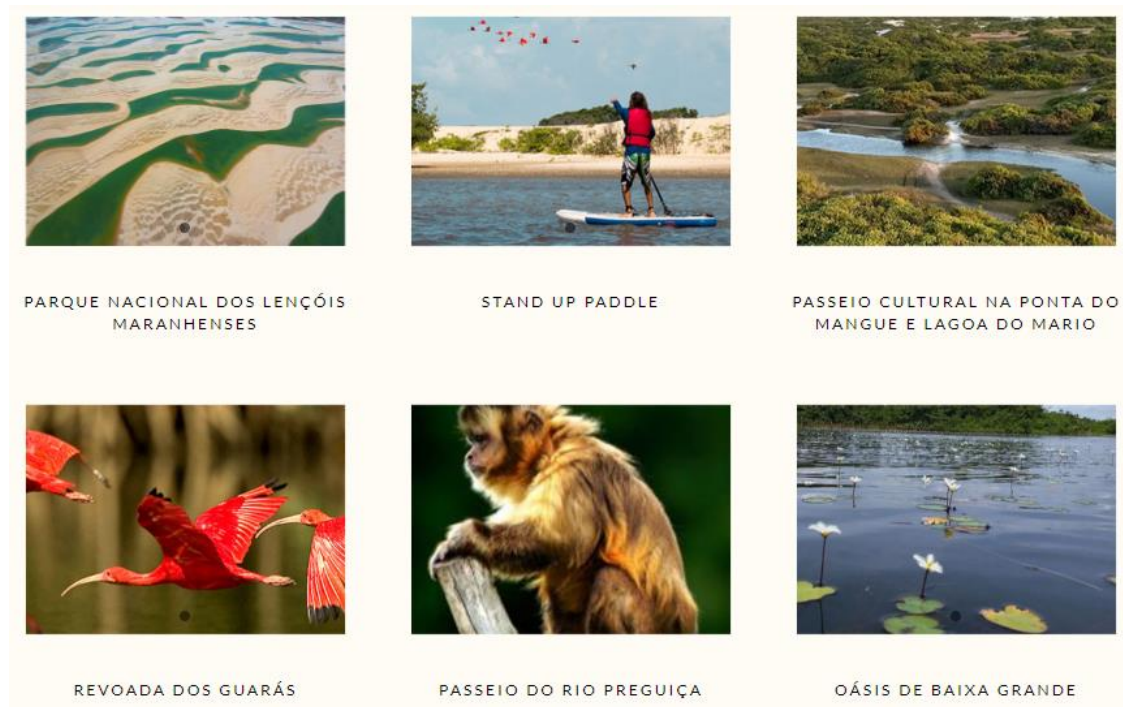 PARQUE NACIONAL DOS LENÇÓIS
MARANHENSES
STAND UP PADDLE
PASSEIO CULTURAL NA PONTA DO
MANGUE E LAGOA DO MARIO
REVOADA DOS GUARÁS
PASSEIO DO RIO PREGUIÇA
OÁSIS DE BAIXA GRANDE